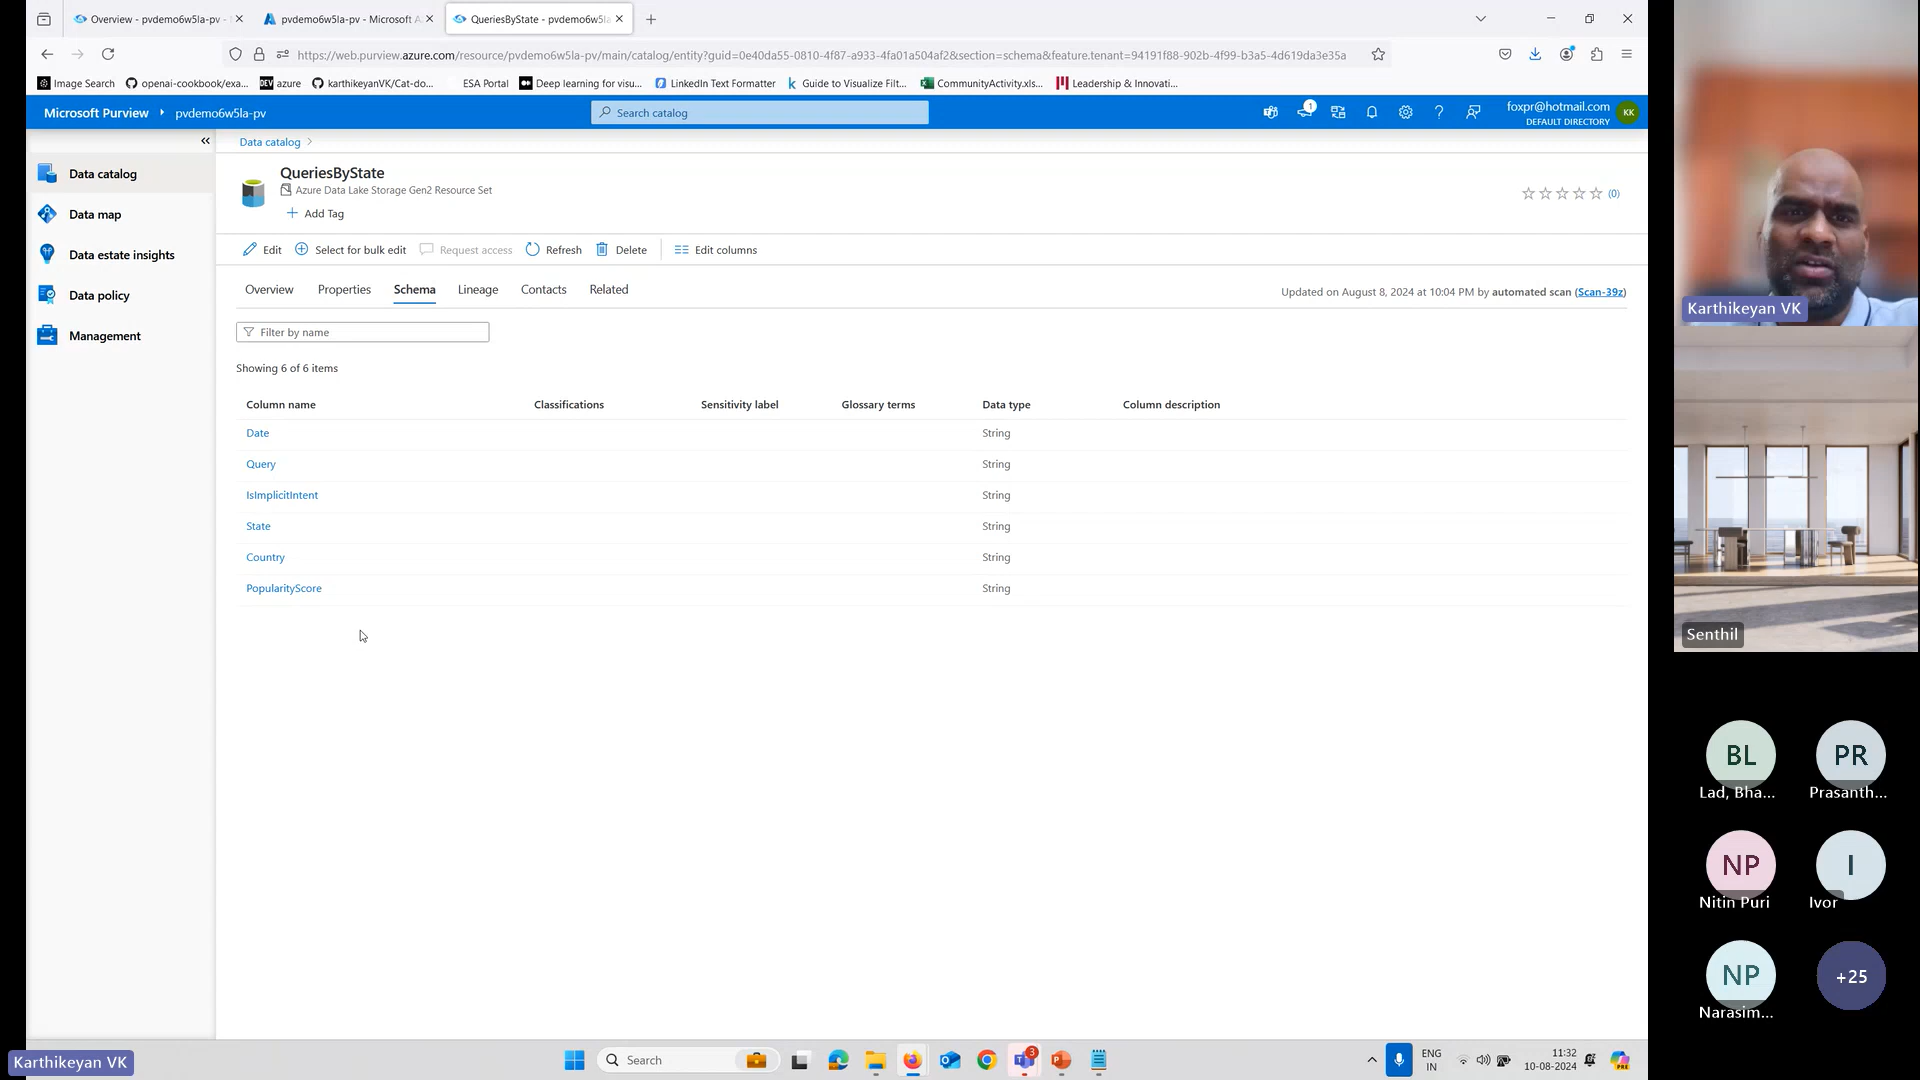 Overview - pvdemo6w5la-pv -
pvdemo6w5la-pv - Microsoft A
QueriesByState - pvdemo6w5la
https://web.purview.azure.com/resource/pvdemo6w5la-pv/main/catalog/entity?guid=0e40da55-0810-4f87-a933-4fa01a504af2&section=schema&feature.tenant=94191f88-902b-4f99-b3a5-4d619da3e35a
Image Search
openai-cookbook/exa...
DEV azure
karthikeyanVK/Cat-do...
ESA Portal
Deep learning for visu...
LinkedIn Text Formatter
Guide to Visualize Filt...
CommunityActivity.xls...
Leadership & Innovati...
Microsoft Purview
pvdemo6w5la-pv
Search catalog
1
foxpr@hotmail.com
DEFAULT DIRECTORY
KK
Data catalog
Data map
Data estate insights
Data policy
Management
Data catalog
QueriesByState
Azure Data Lake Storage Gen2 Resource Set
Add Tag
(0)
Edit
Select for bulk edit
Request access
Refresh
Delete
Edit columns
Overview
Properties
Schema
Lineage
Contacts
Related
Updated on August 8, 2024 at 10:04 PM by automated scan (Scan-39z)
Filter by name
Showing 6 of 6 items
Column name Classifications Sensitivity label Glossary terms Data type Column description
Date String
Query String
IsImplicitIntent String
State String
Country String
PopularityScore String
Karthikeyan VK
Senthil
BL
Lad, Bha...
PR
Prasanth...
NP
Nitin Puri
I
Ivor
NP
Narasim...
+25
Karthikeyan VK
Search
3
ENG
IN
11:32
10-08-2024
PRE